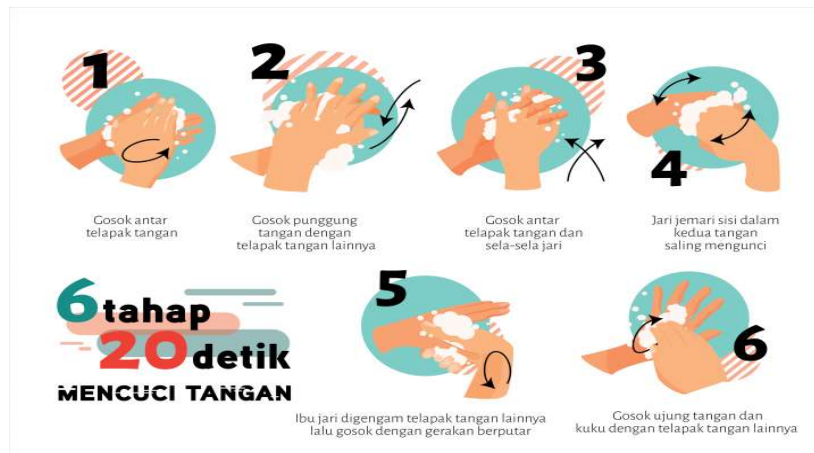 1
Gosok antar
telapak tangan
2
Gosok punggung
tangan dengan
telapak tangan lainnya
3
Gosok antar
telapak tangan dan
sela-sela jari
4
Jari jemari sisi dalam
kedua tangan
saling mengunci
6 tahap
20 detik
MENCUCI TANGAN
5
Ibu jari digengam telapak tangan lainnya
lalu gosok dengan gerakan berputar
6
Gosok ujung tangan dan
kuku dengan telapak tangan lainnya